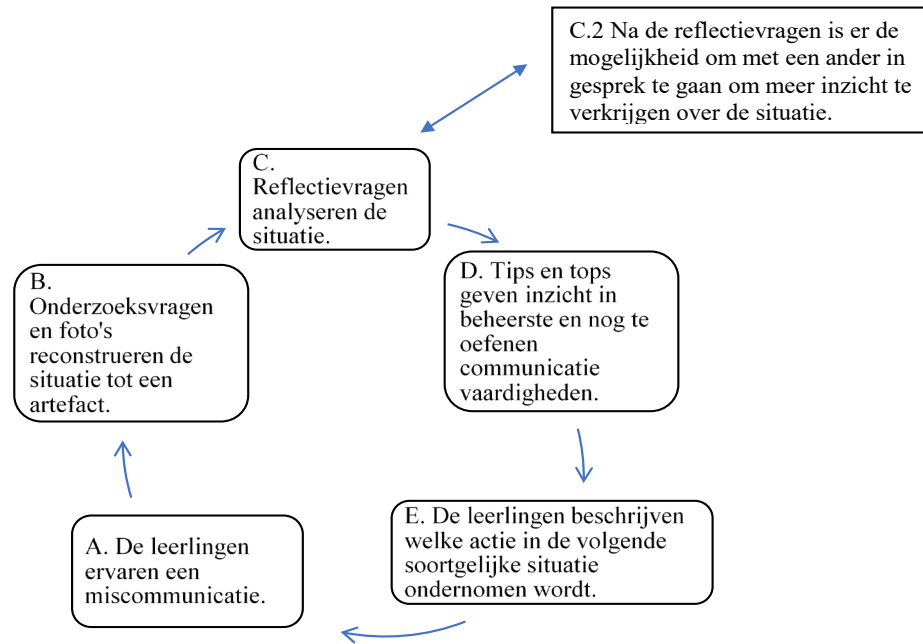 C.2 Na de reflectievragen is er de
mogelijkheid om met een ander in
gesprek te gaan om meer inzicht te
verkrijgen over de situatie.
C.
Reflectievragen
analyseren de
situatie.
B.
Onderzoeksvragen
en foto's
reconstrueren de
situatie tot een
artefact.
D. Tips en tops
geven inzicht in
beheerste en nog te
oefenen
communicatie
vaardigheden.
A. De leerlingen
ervaren een
miscommunicatie.
E. De leerlingen beschrijven
welke actie in de volgende
soortgelijke situatie
ondernomen wordt.